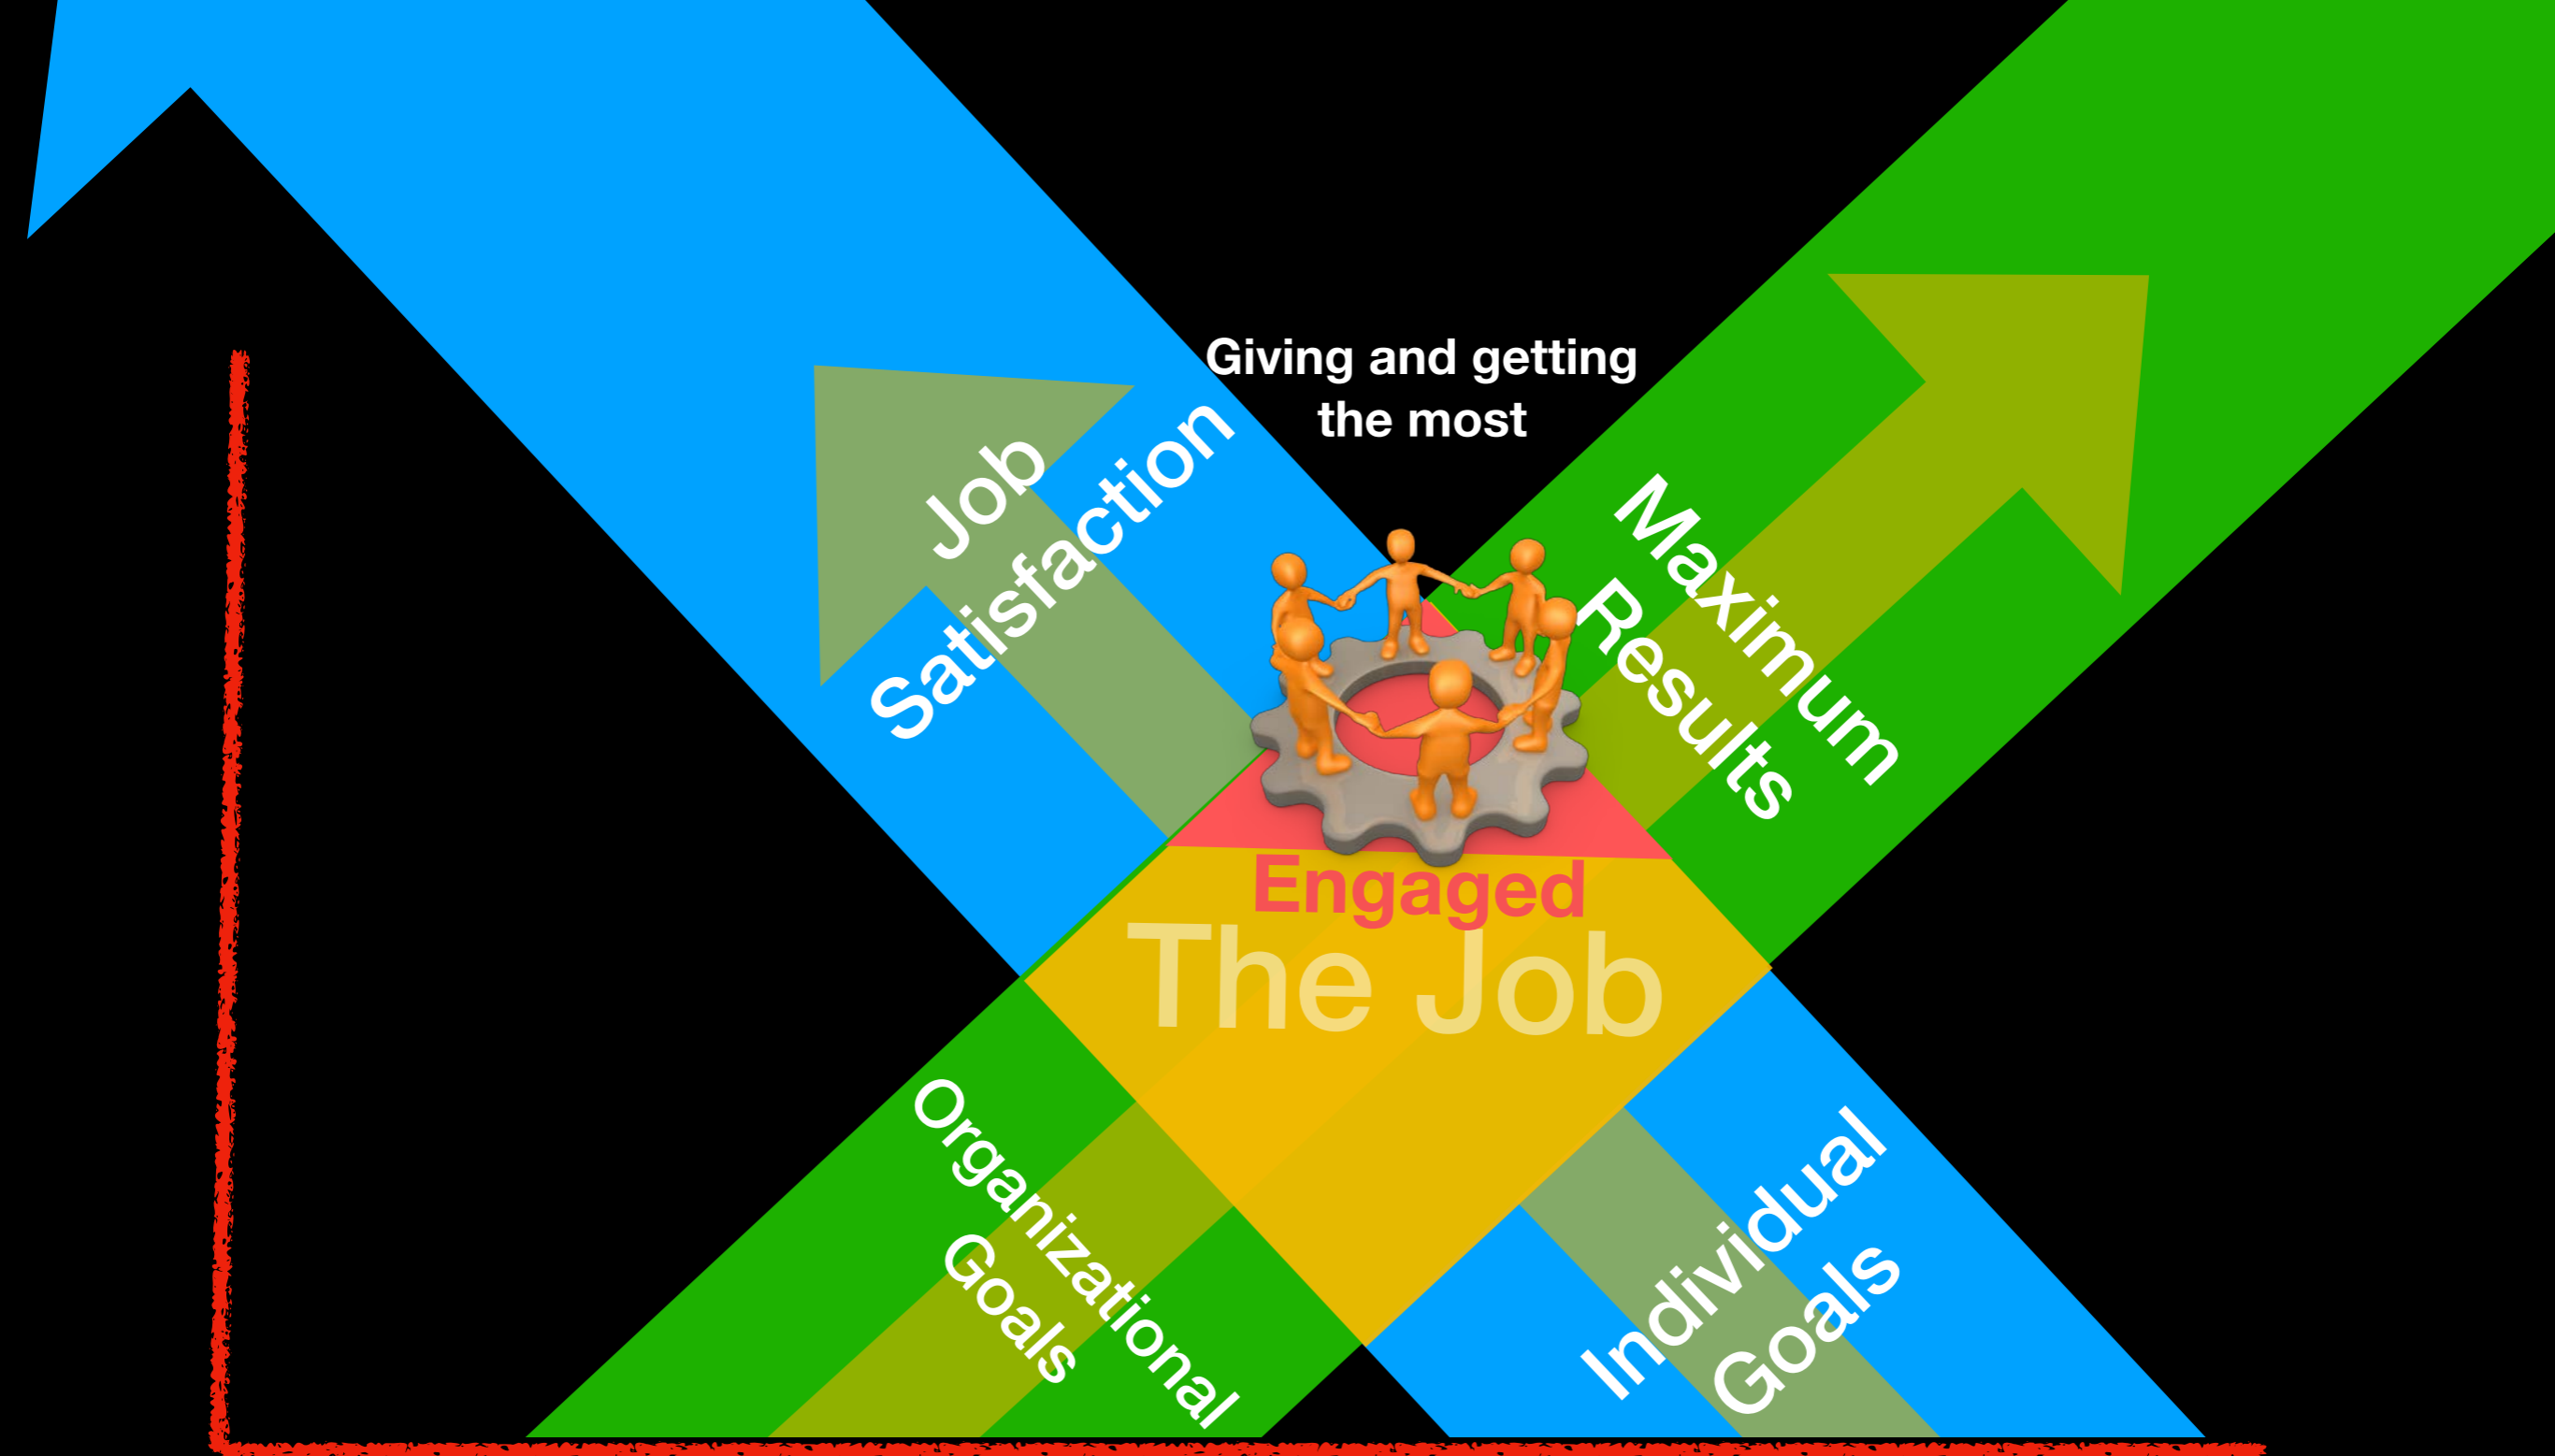 Giving and getting
the most
Job
Satisfaction
Maximum
Results
Engaged
The Job
Organizational
Goals
Individual
Goals